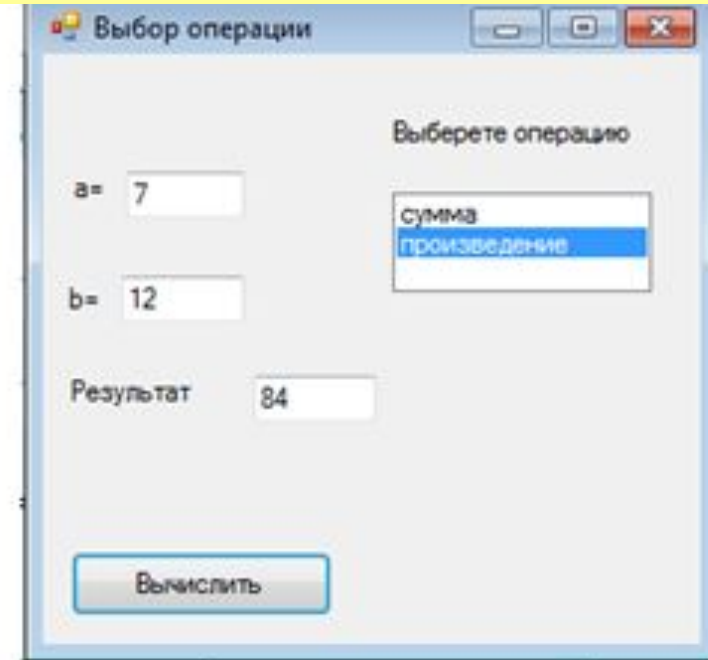 Выбор операции
Выберете операцию
a= 7
сумма
произведение
b= 12
Результат 84
Вычислить